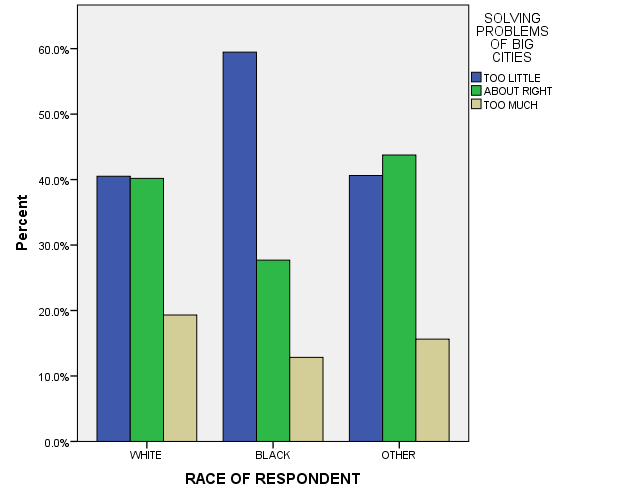 SOLVING
PROBLEMS
OF BIG
CITIES
TOO LITTLE
ABOUT RIGHT
TOO MUCH
Percent
60.0%
50.0%
40.0%
30.0%
20.0%
10.0%
0.0%
WHITE
BLACK
OTHER
RACE OF RESPONDENT